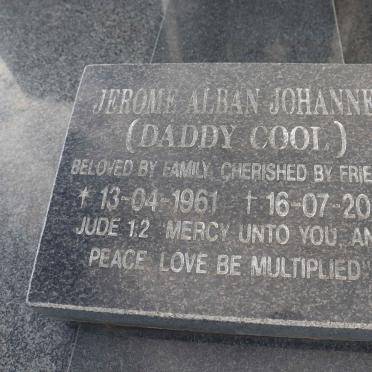 JEROME ALBAN JOHANNE
(DADDY COOL)
BELOVED BY FAMILY, CHERISHED BY FRIE
† 13-04-1961 † 16-07-20
JUDE 1:2 MERCY UNTO YOU, AN
PEACE LOVE BE MULTIPLIED